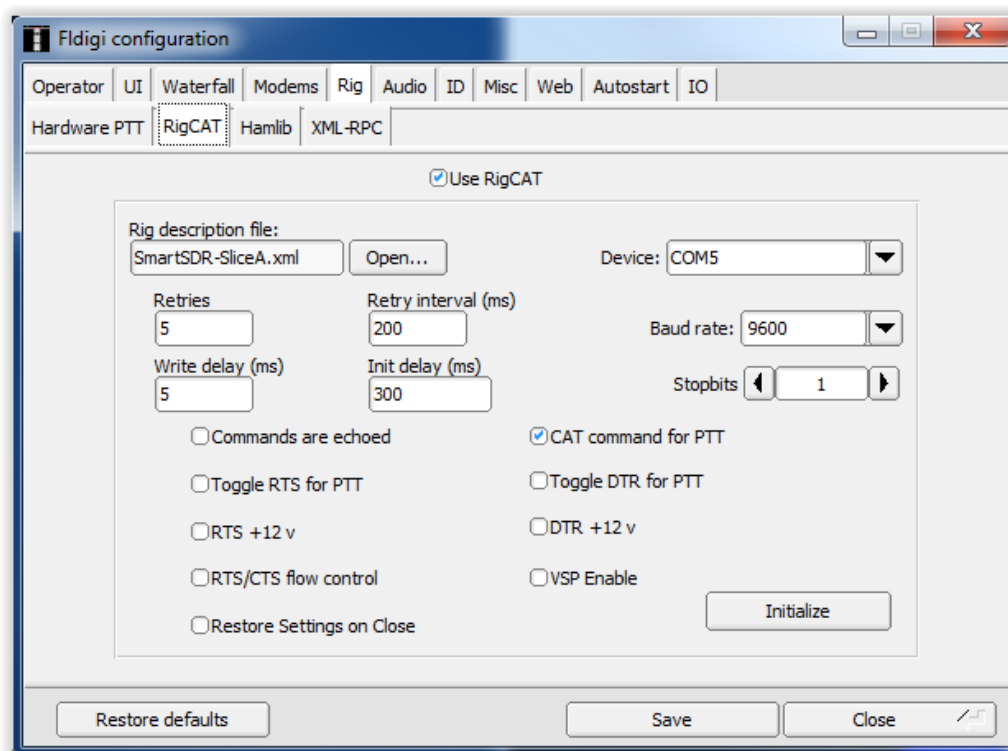 Fldigi configuration
Operator UI Waterfall Modems Rig Audio ID Misc Web Autostart IO
Hardware PTT RigCAT Hamlib XML-RPC
Use RigCAT
Rig description file:
SmartSDR-SliceA.xml Open... Device: COM5
Retries Retry interval (ms)
5 200 Baud rate: 9600
Write delay (ms) Init delay (ms)
5 300 Stopbits 1
Commands are echoed CAT command for PTT
Toggle RTS for PTT Toggle DTR for PTT
RTS +12 v DTR +12 v
RTS/CTS flow control VSP Enable
Initialize
Restore Settings on Close
Restore defaults Save Close